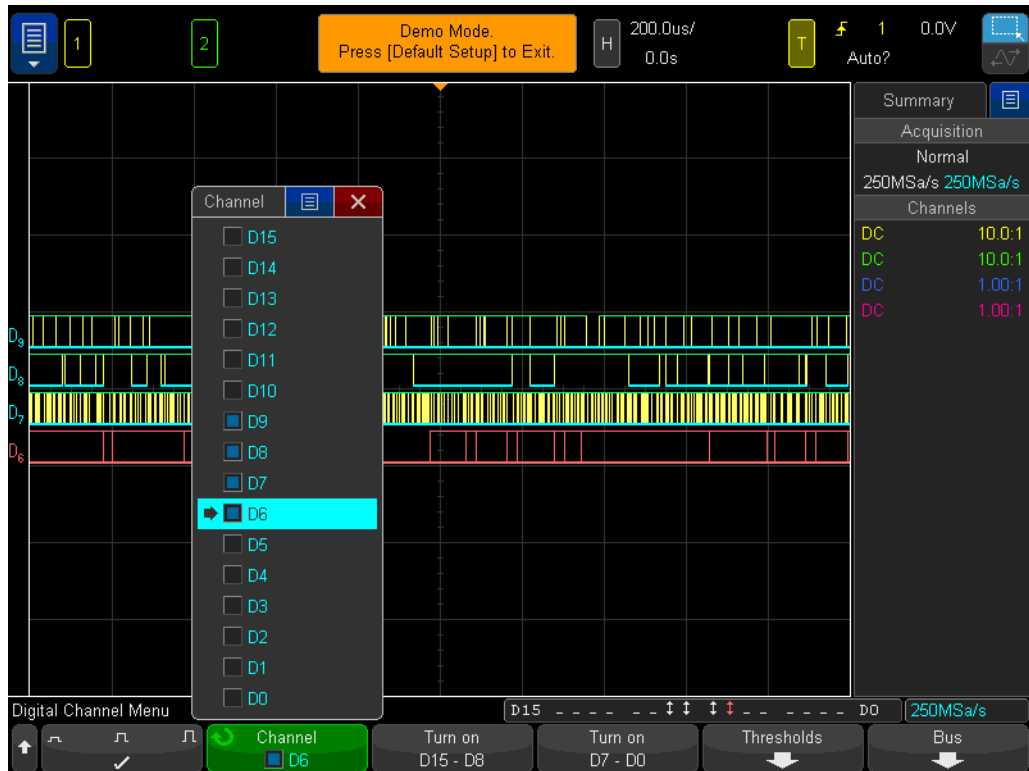 1
2
Demo Mode.
Press [Default Setup] to Exit.
H
200.0us/
0.0s
T
1
0.0V
Auto?
Summary
Acquisition
Normal
250MSa/s 250MSa/s
Channels
DC 10.0:1
DC 10.0:1
DC 1.00:1
DC 1.00:1
Channel
D15
D14
D13
D12
D11
D10
D9
D8
D7
D6
D5
D4
D3
D2
D1
D0
D9
D8
D7
D6
Digital Channel Menu
D15 _ _ _ _ _ _ ↕ ↕ ↕ ↕ _ _ _ _ _ _ D0
250MSa/s
Channel
D6
Turn on
D15 - D8
Turn on
D7 - D0
Thresholds
Bus